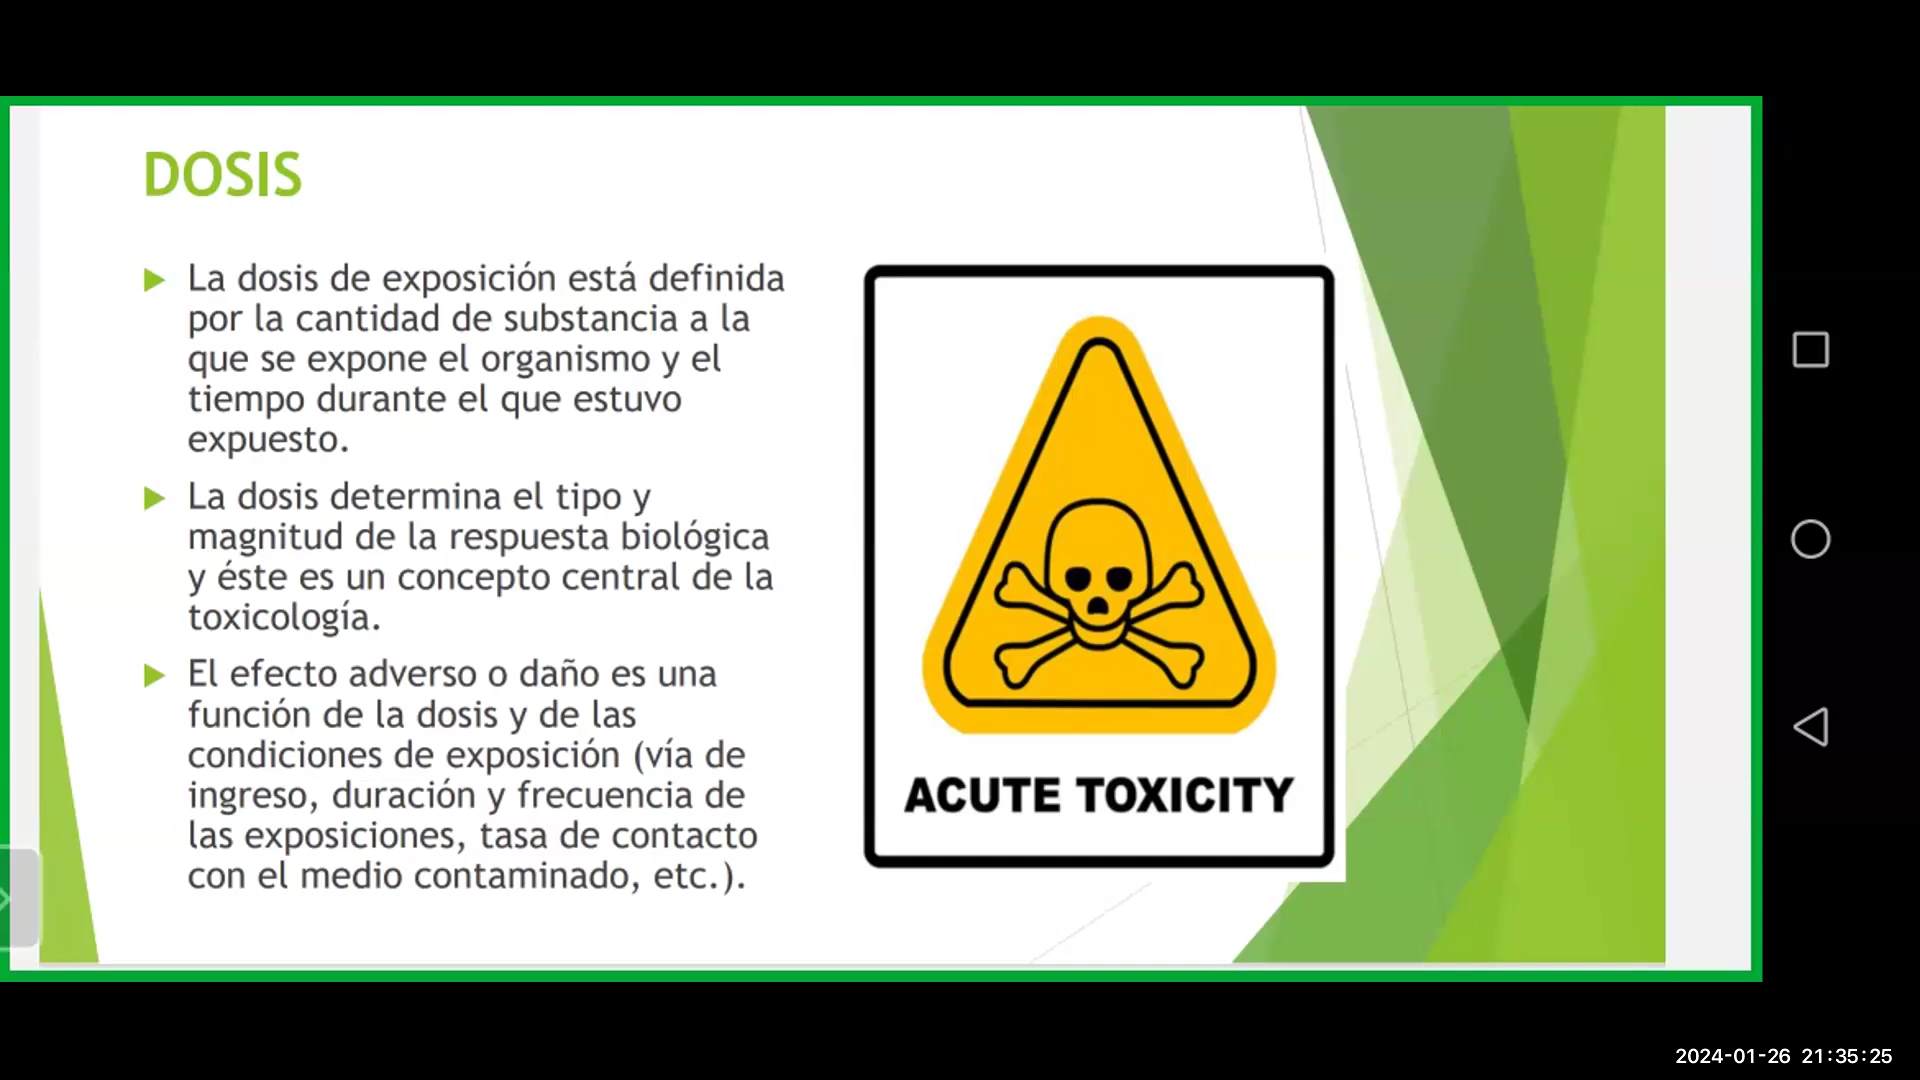 DOSIS
La dosis de exposición está definida
por la cantidad de substancia a la
que se expone el organismo y el
tiempo durante el que estuvo
expuesto.
La dosis determina el tipo y
magnitud de la respuesta biológica
y éste es un concepto central de la
toxicología.
El efecto adverso o daño es una
función de la dosis y de las
condiciones de exposición (vía de
ingreso, duración y frecuencia de
las exposiciones, tasa de contacto
con el medio contaminado, etc.).
ACUTE TOXICITY
2024-01-26 21:35:25